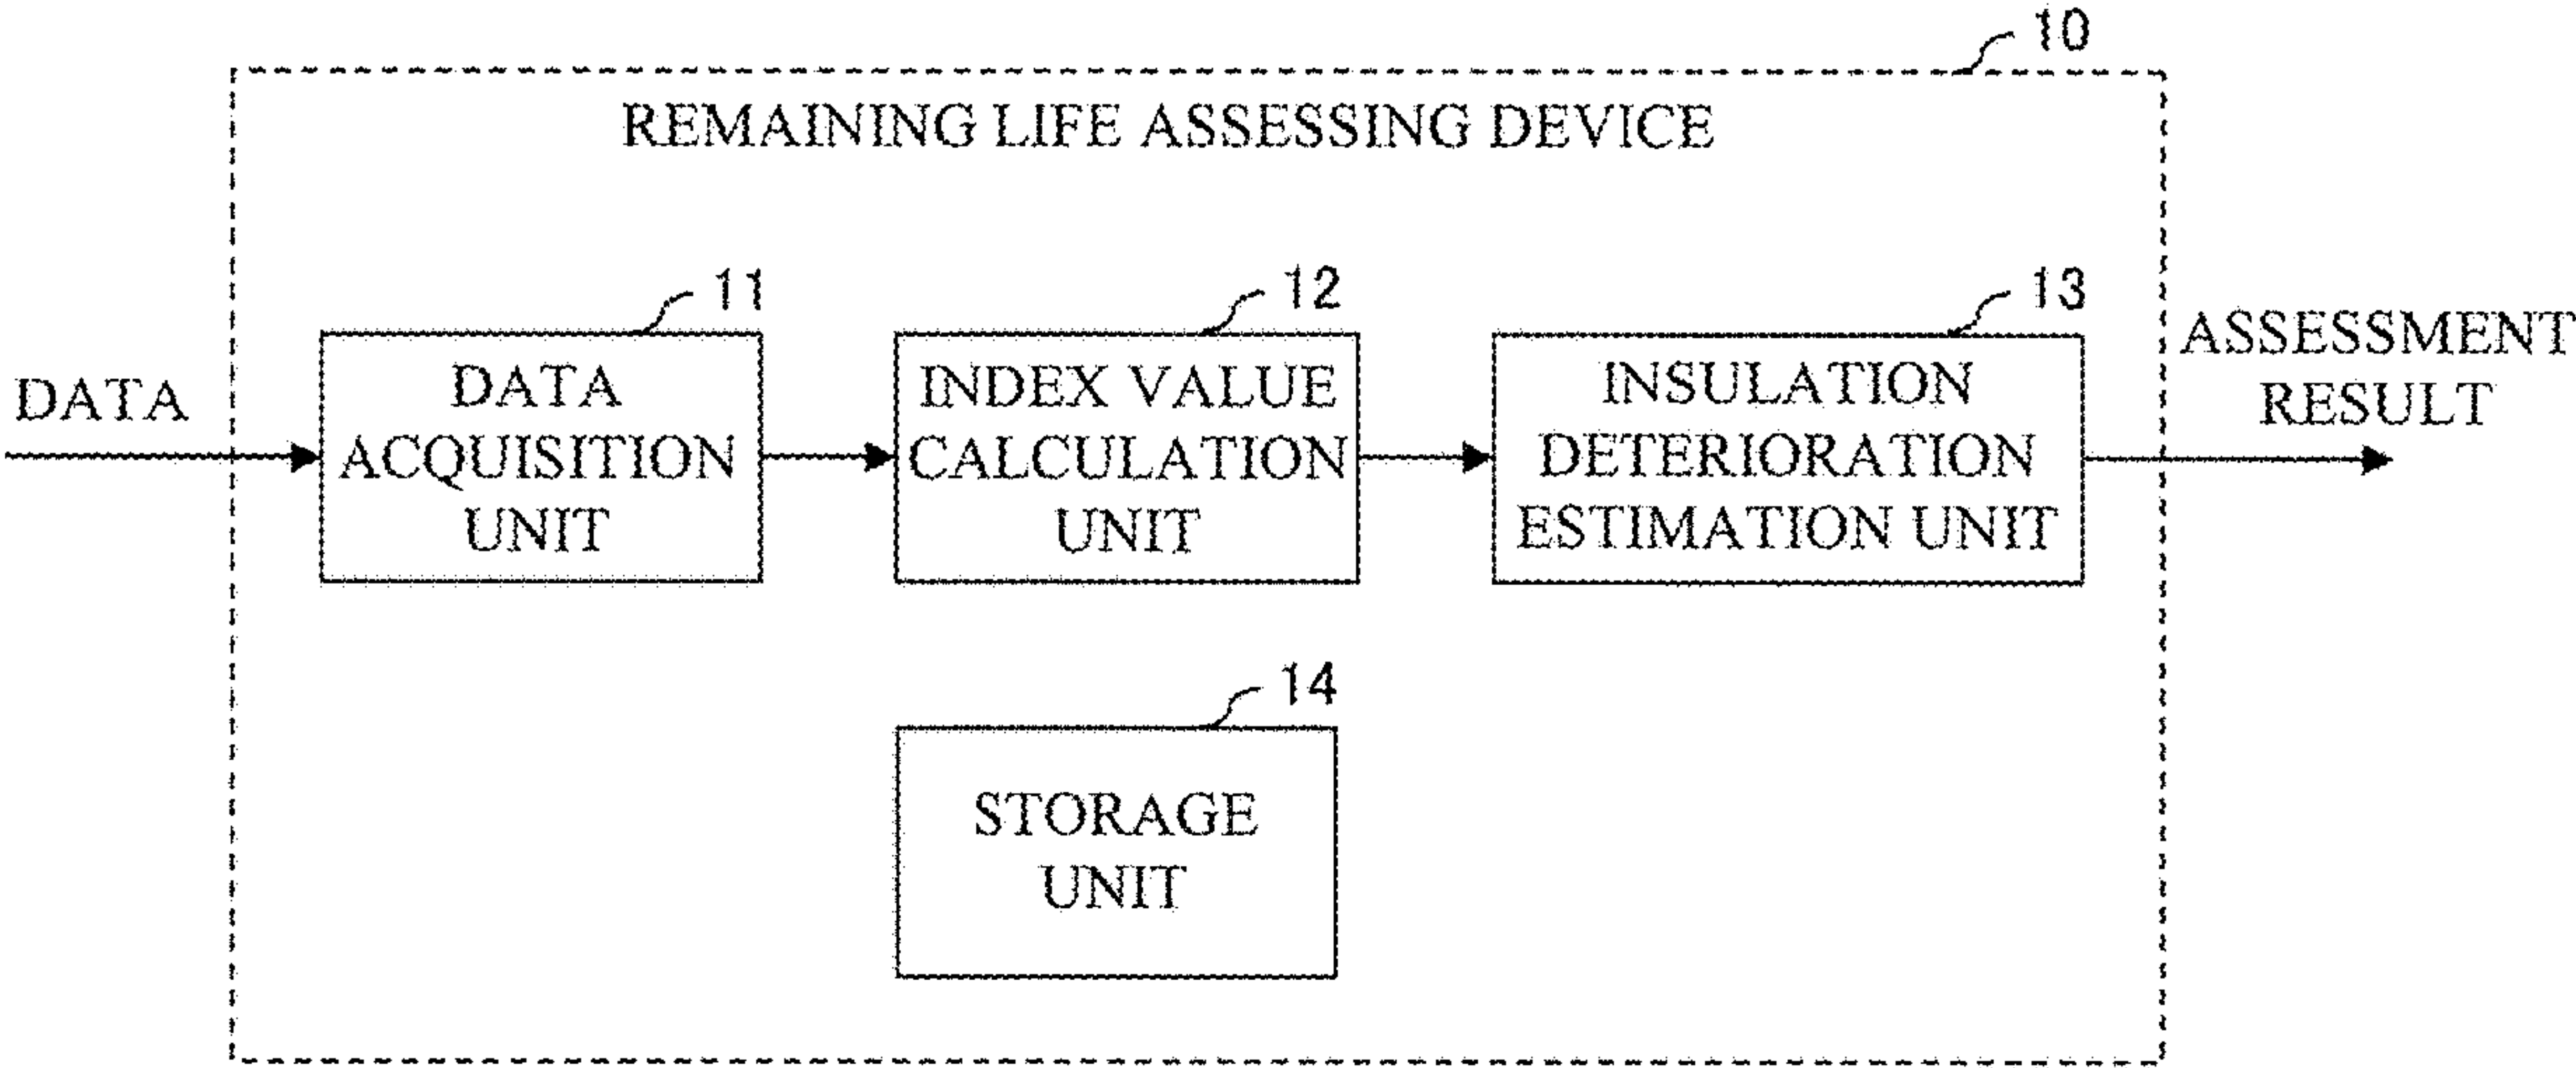 10
REMAINING LIFE ASSESSING DEVICE
11
12
13
DATA
DATA
ACQUISITION
UNIT
INDEX VALUE
CALCULATION
UNIT
INSULATION
DETERIORATION
ESTIMATION UNIT
ASSESSMENT
RESULT
14
STORAGE
UNIT